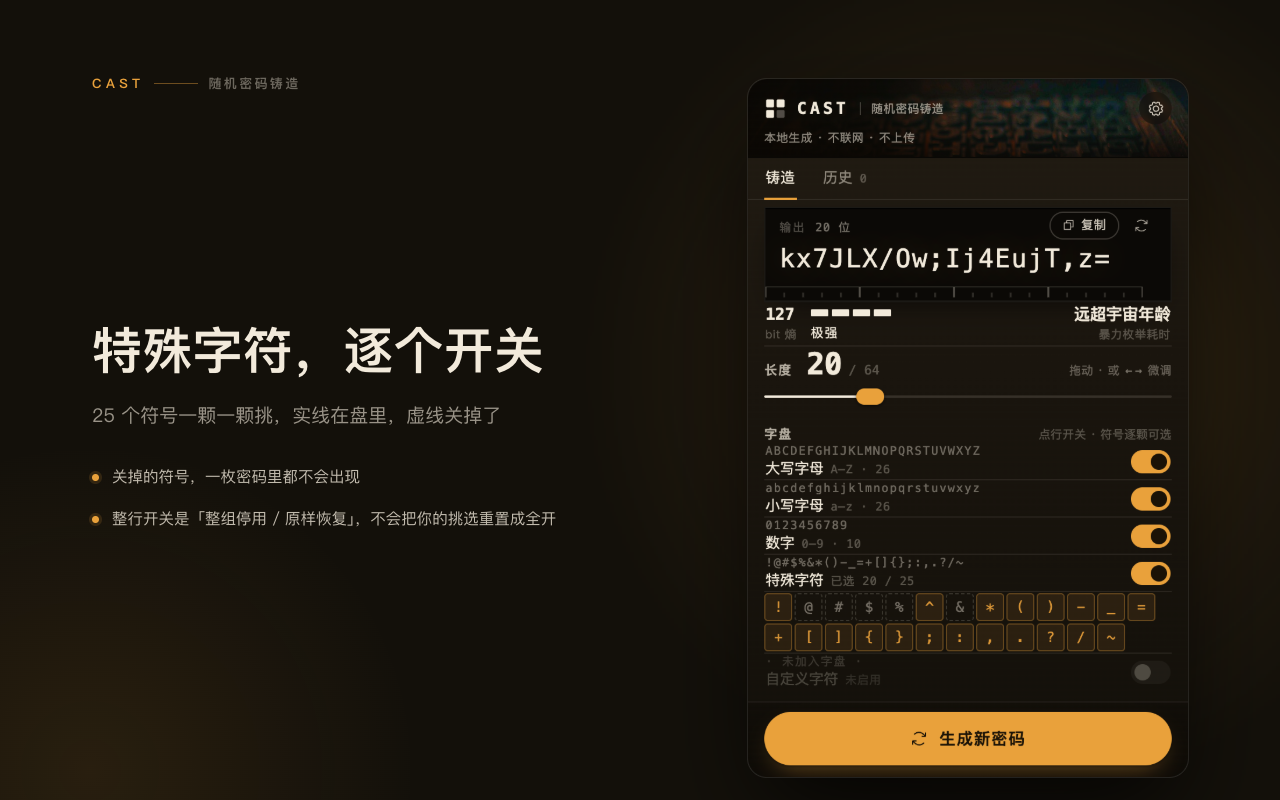 CAST 随机密码铸造
特殊字符，逐个开关
25 个符号一颗一颗挑，实线在盘里，虚线关掉了
关掉的符号，一枚密码里都不会出现
整行开关是「整组停用 / 原样恢复」，不会把你的挑选重置成全开
CAST 随机密码铸造
本地生成 · 不联网 · 不上传
铸造 历史 0
输出 20 位 复制
kx7JLX/Ow;Ij4EujT,z=
127 远超宇宙年龄
bit 熵 极强 暴力枚举耗时
长度 20 / 64 拖动 · 或 ←→ 微调
字盘 点行开关 · 符号逐颗可选
ABCDEFGHIJKLMNOPQRSTUVWXYZ
大写字母 A–Z · 26
abcdefghijklmnopqrstuvwxyz
小写字母 a–z · 26
0123456789
数字 0–9 · 10
!@#$%&*()-_=+[]{};:,.?/~
特殊字符 已选 20 / 25
! @ # $ % ^ & * ( ) - _ =
+ [ ] { } ; : , . ? / ~
· 未加入字盘 ·
自定义字符 未启用
生成新密码